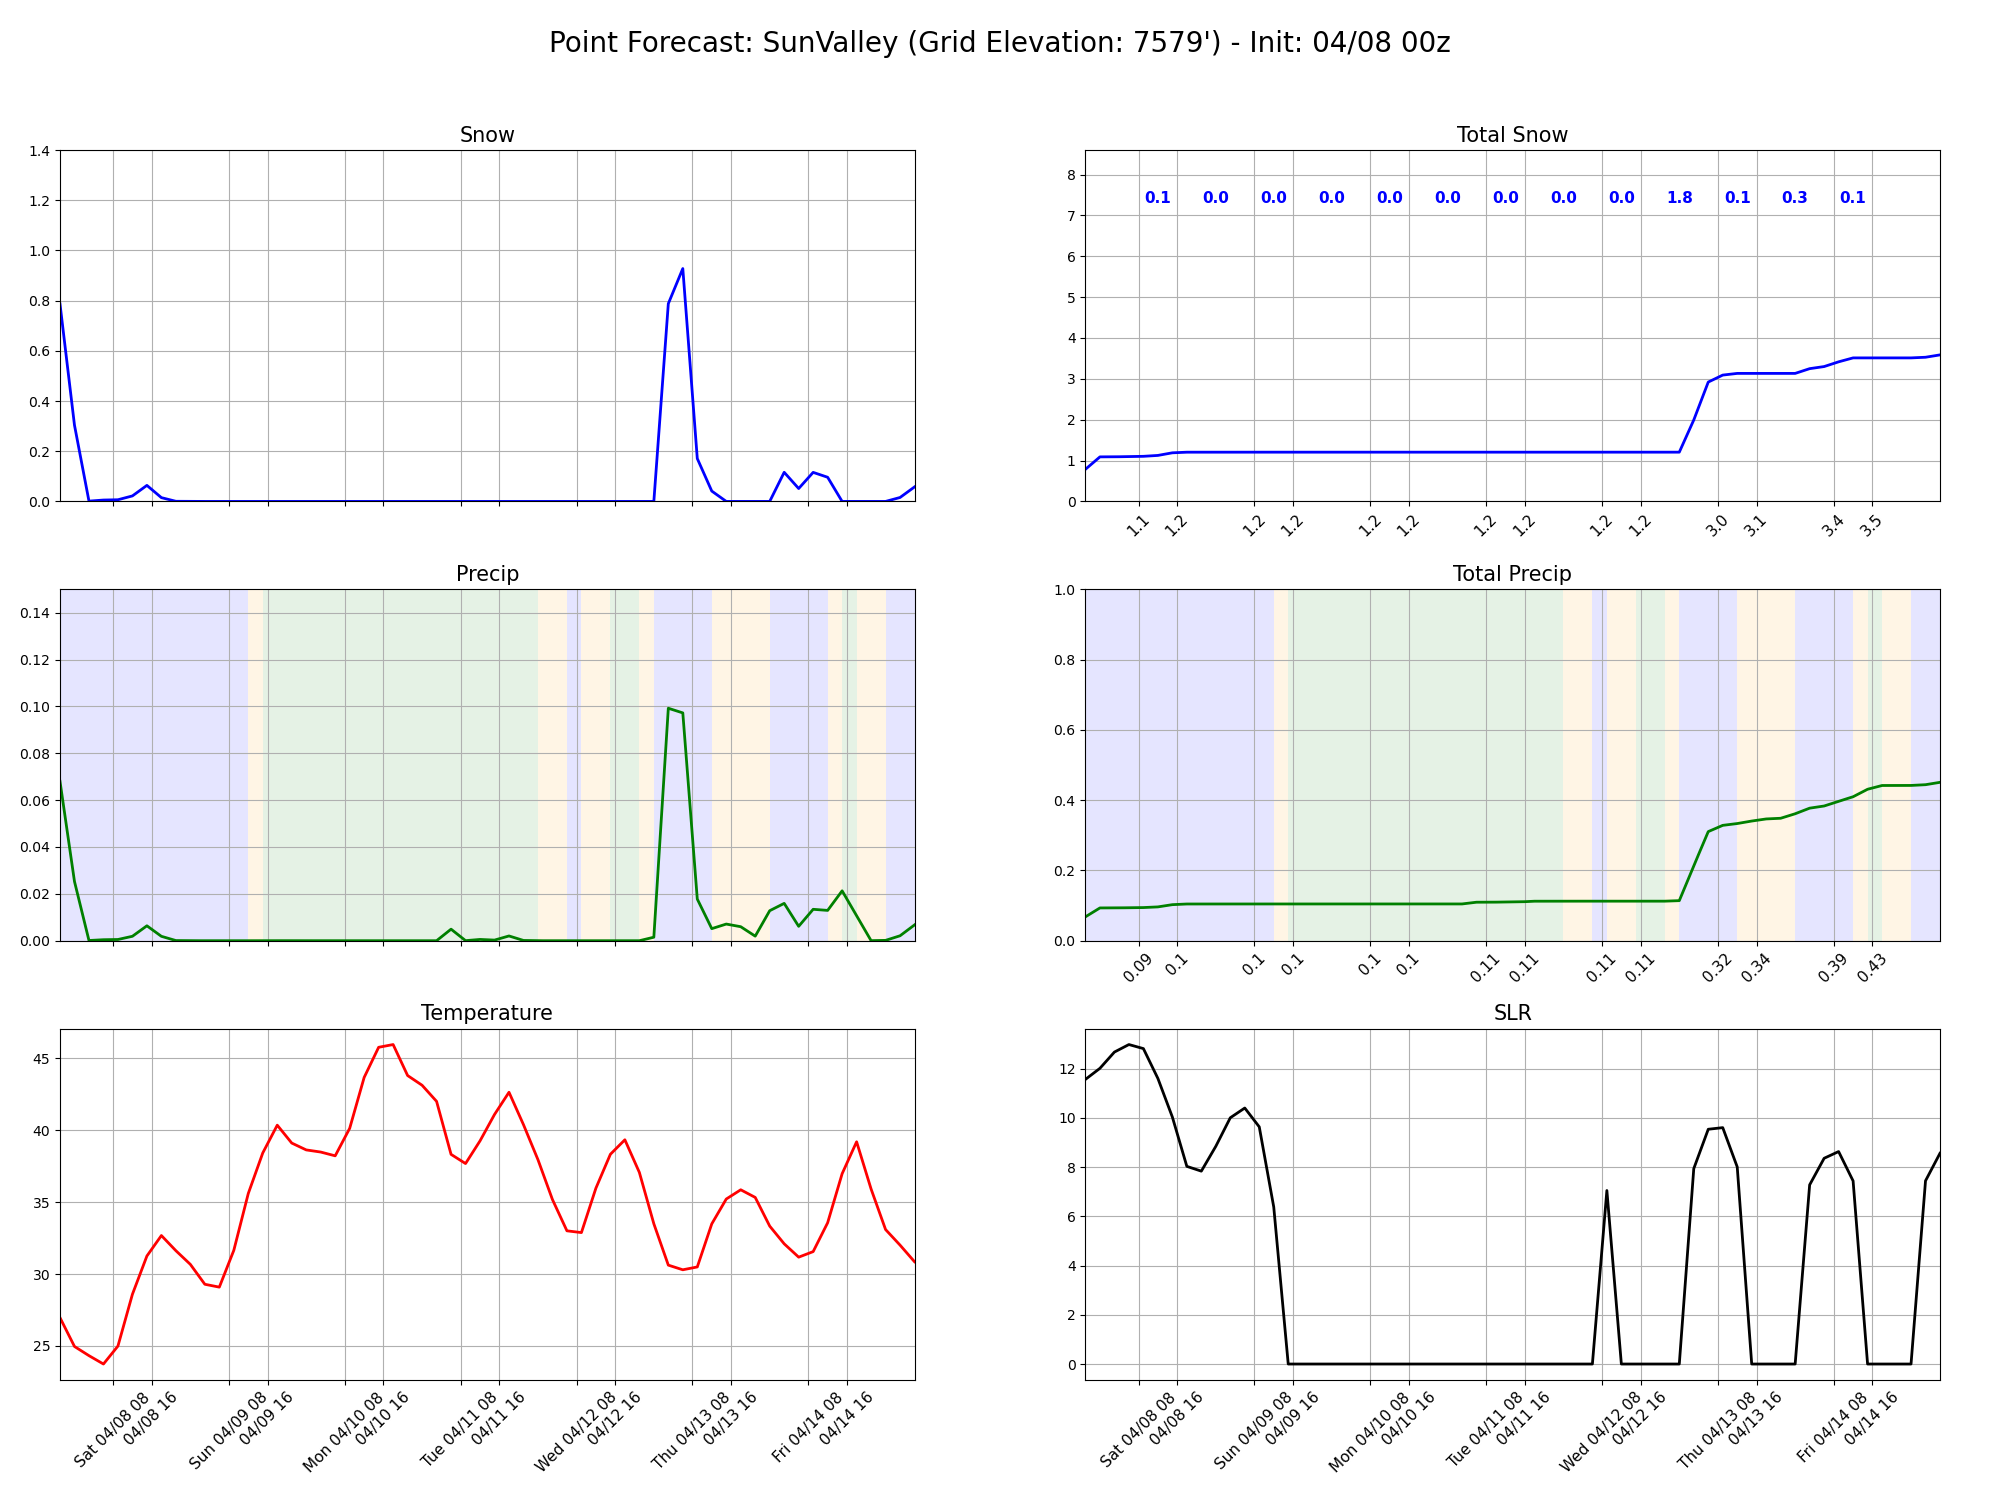 Point Forecast: SunValley (Grid Elevation: 7579') - Init: 04/08 00z
Snow
1.4
1.2
1.0
0.8
0.6
0.4
0.2
0.0
Total Snow
8
7
6
5
4
3
2
1
0
0.1 0.0 0.0 0.0 0.0 0.0 0.0 0.0 0.0 1.8 0.1 0.3 0.1
1.1 1.2 1.2 1.2 1.2 1.2 1.2 1.2 1.2 1.2 3.0 3.1 3.4 3.5
Precip
0.14
0.12
0.10
0.08
0.06
0.04
0.02
0.00
Total Precip
1.0
0.8
0.6
0.4
0.2
0.0
0.09 0.1 0.1 0.1 0.1 0.1 0.11 0.11 0.11 0.11 0.32 0.34 0.39 0.43
Temperature
45
40
35
30
25
Sat 04/08 08
04/08 16
Sun 04/09 08
04/09 16
Mon 04/10 08
04/10 16
Tue 04/11 08
04/11 16
Wed 04/12 08
04/12 16
Thu 04/13 08
04/13 16
Fri 04/14 08
04/14 16
SLR
12
10
8
6
4
2
0
Sat 04/08 08
04/08 16
Sun 04/09 08
04/09 16
Mon 04/10 08
04/10 16
Tue 04/11 08
04/11 16
Wed 04/12 08
04/12 16
Thu 04/13 08
04/13 16
Fri 04/14 08
04/14 16